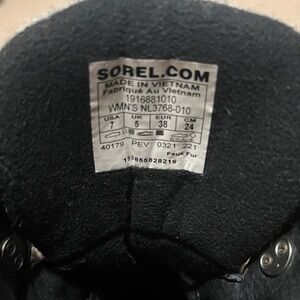 SOREL.COM
MADE IN VIETNAM
Fabriqué Au Vietnam
1916881010
WMN'S NL3768-010
USA UK EUR CM
7 5 38 24
40179 PEV 0321 221
Faux Fur